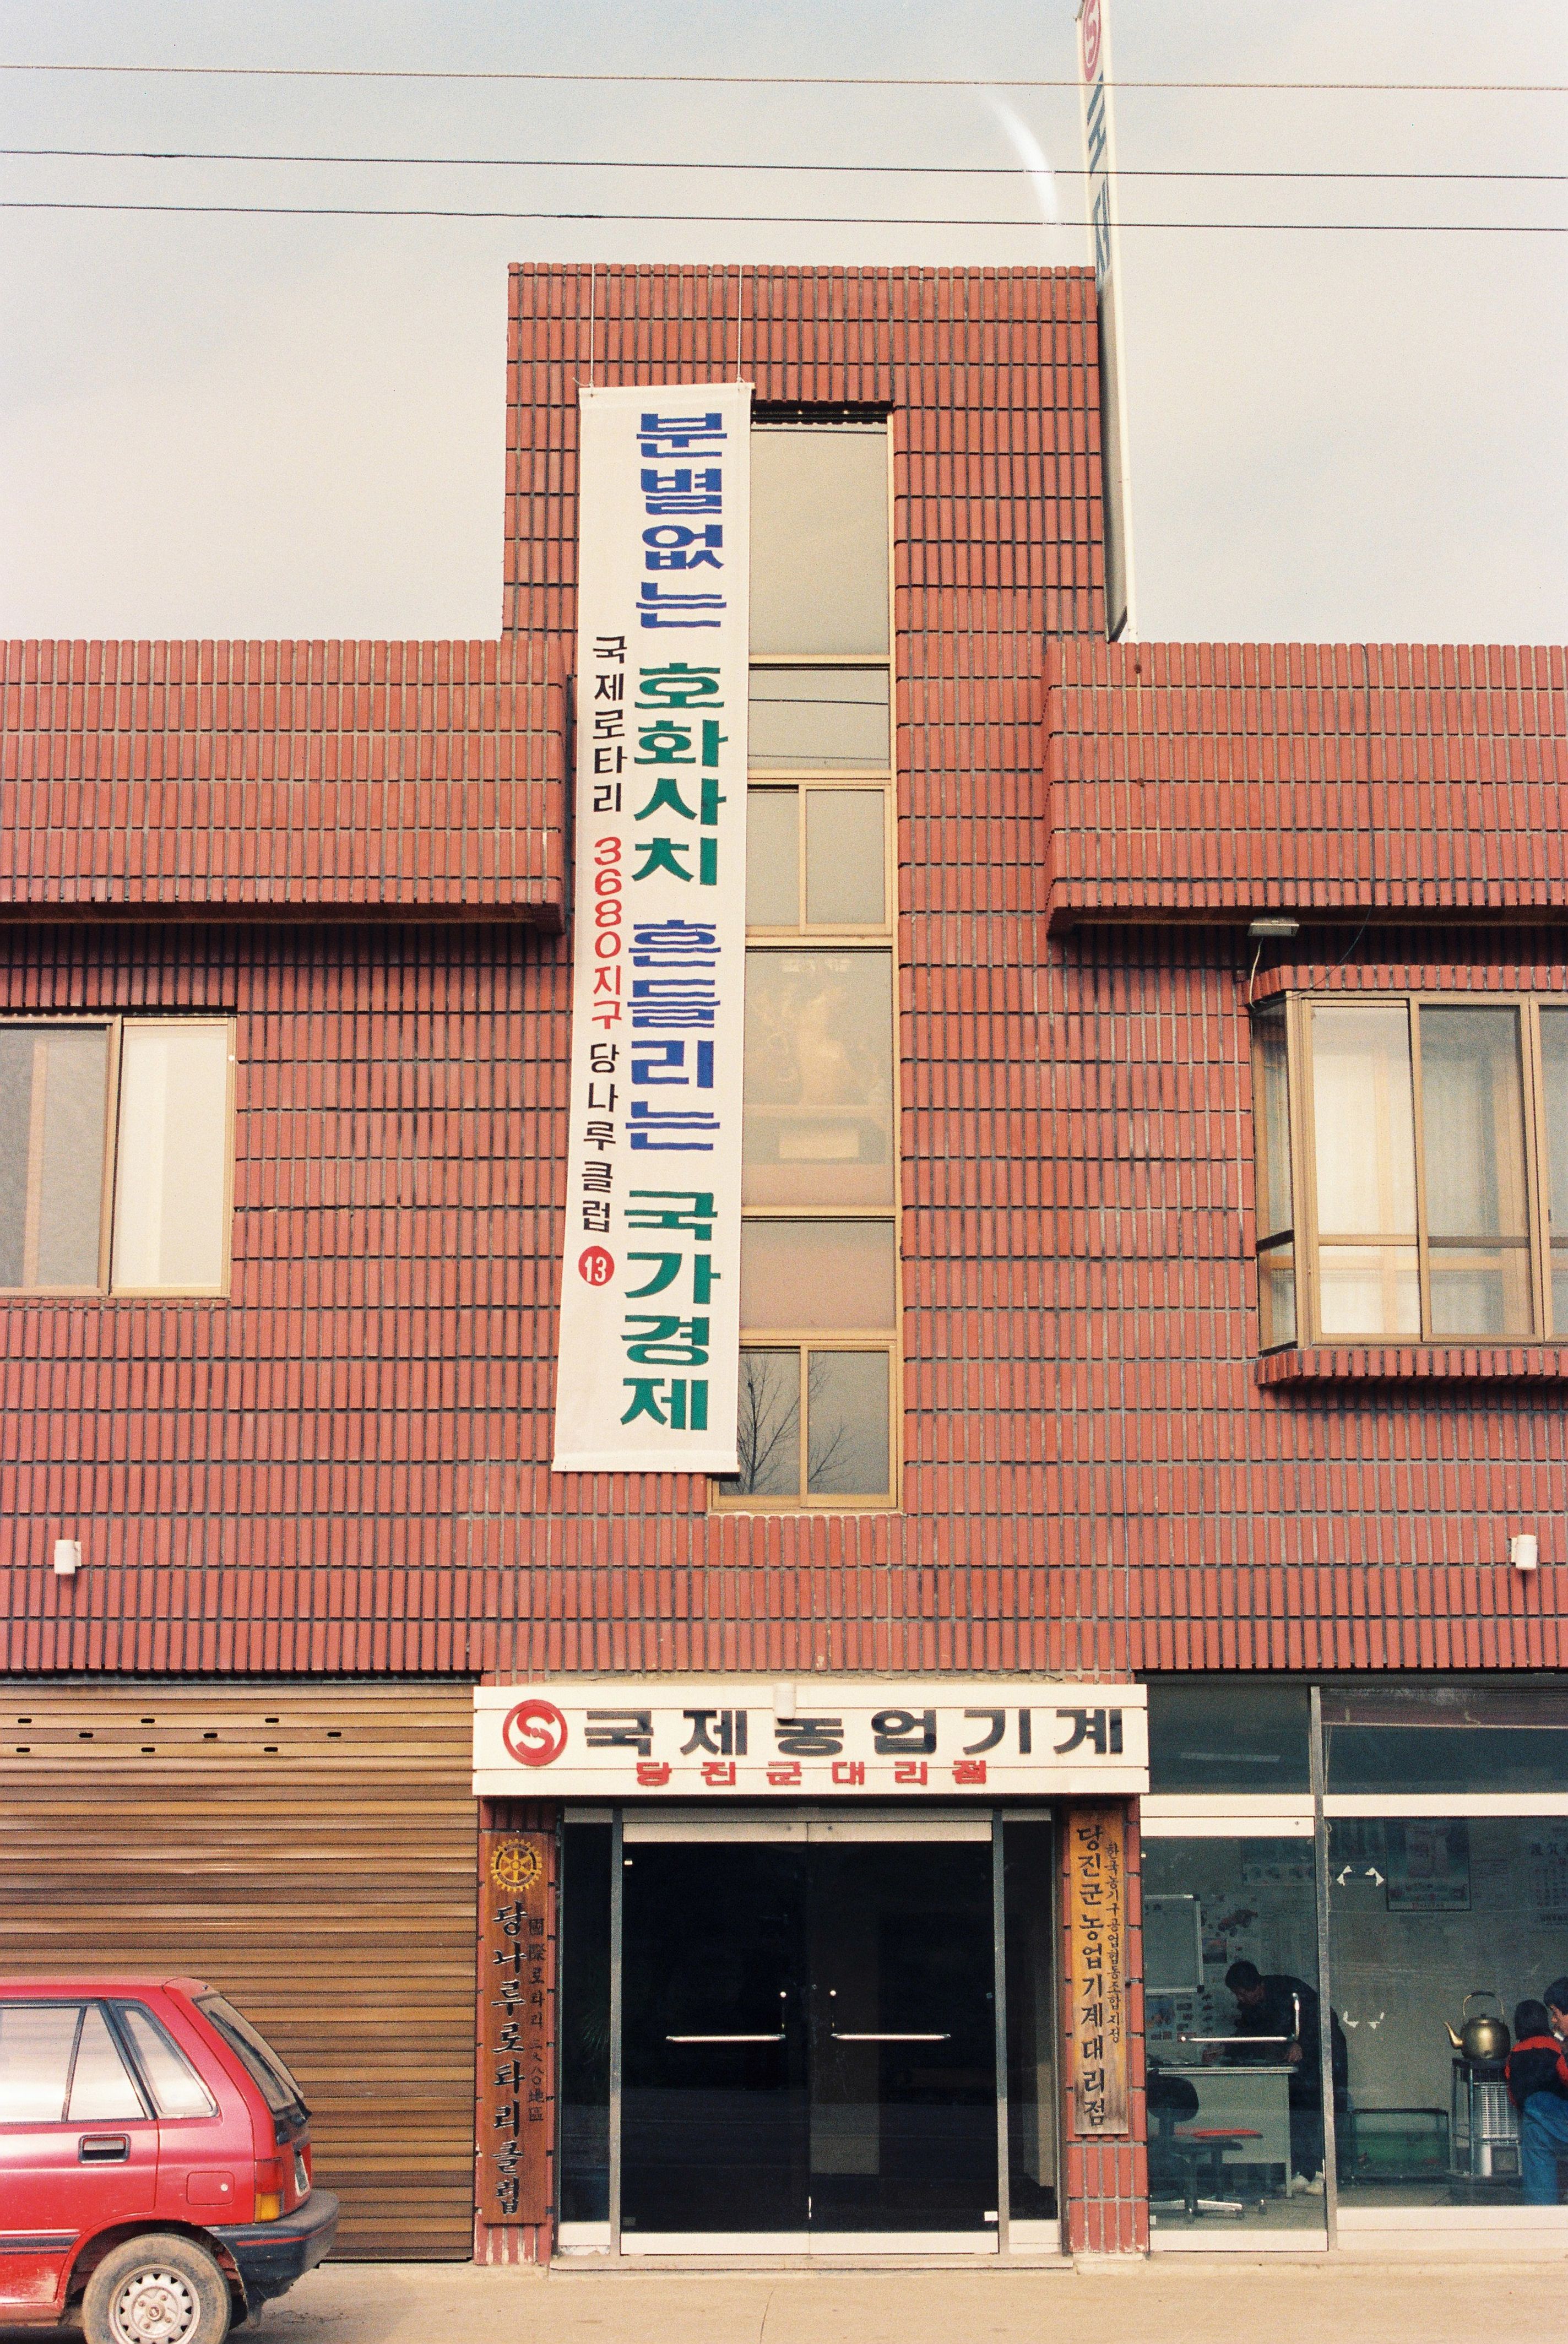 분별없는 호화사치 흔들리는 국가경제
국제로타리 3680지구 당나루클럽 13
S 국제농업기계
당진군대리점
國際로타리 三六八〇地區
당나루로타리클럽
한국농기구공업협동조합지정
당진군농업기계대리점